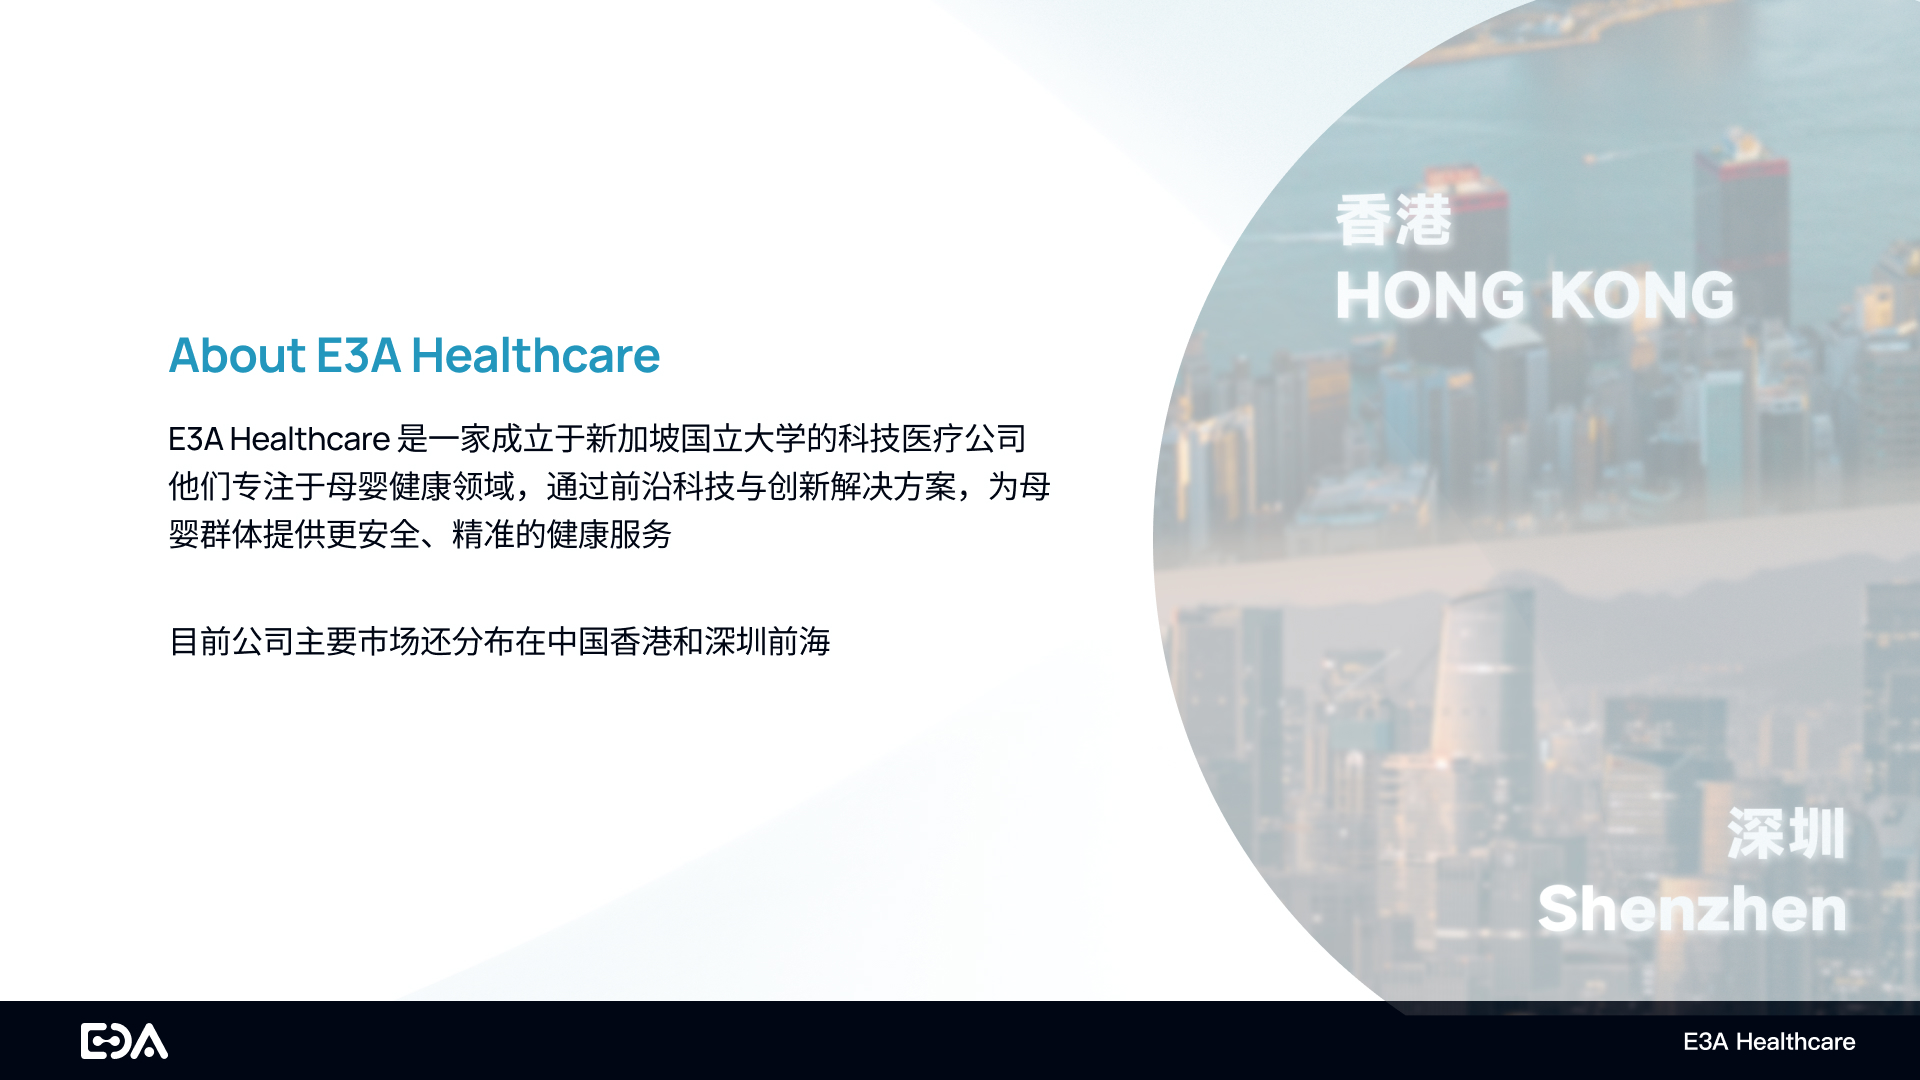 About E3A Healthcare
E3A Healthcare 是一家成立于新加坡国立大学的科技医疗公司
他们专注于母婴健康领域，通过前沿科技与创新解决方案，为母
婴群体提供更安全、精准的健康服务
目前公司主要市场还分布在中国香港和深圳前海
香港
HONG KONG
深圳
Shenzhen
E3A
E3A Healthcare